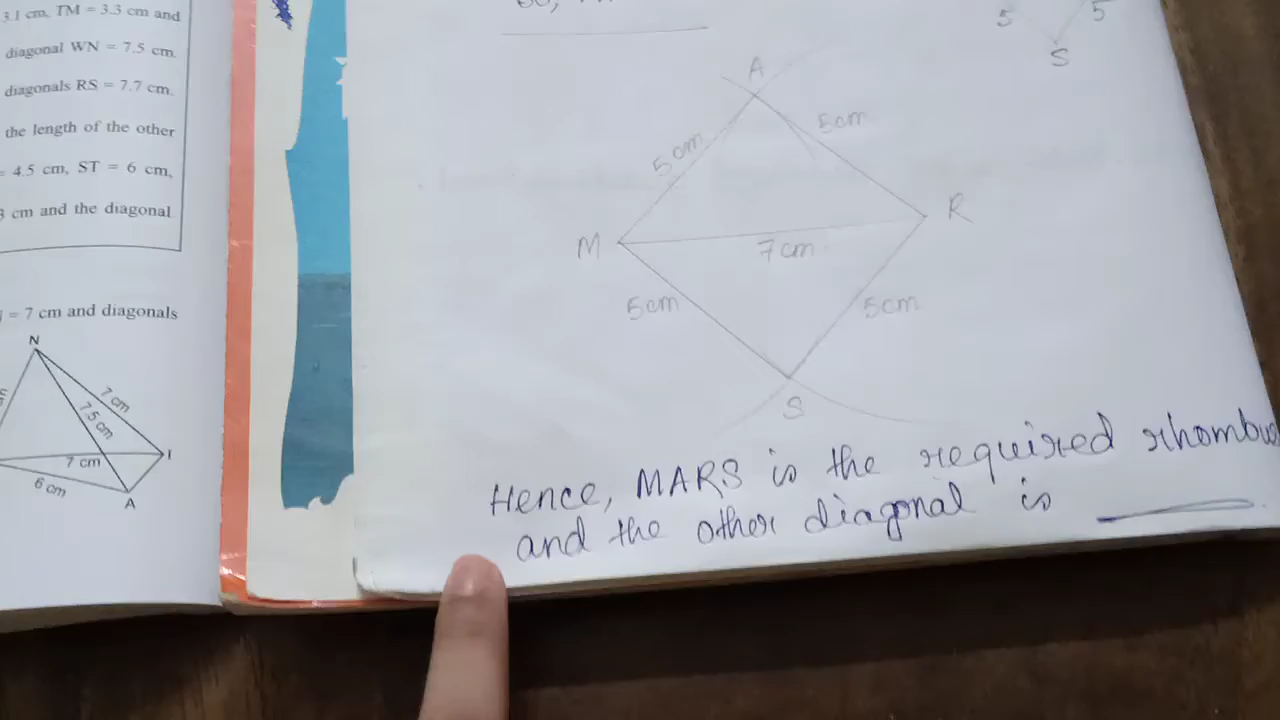 3.1 cm, TM = 3.3 cm and
diagonal WN = 7.5 cm.
diagonals RS = 7.7 cm.
the length of the other
= 4.5 cm, ST = 6 cm,
cm and the diagonal
= 7 cm and diagonals
N
7 cm
7.5 cm
7 cm
I
6 cm
A
5
5
S
A
5cm
5cm
M
R
7cm
5cm
5cm
S
Hence, MARS is the required rhombus
and the other diagonal is